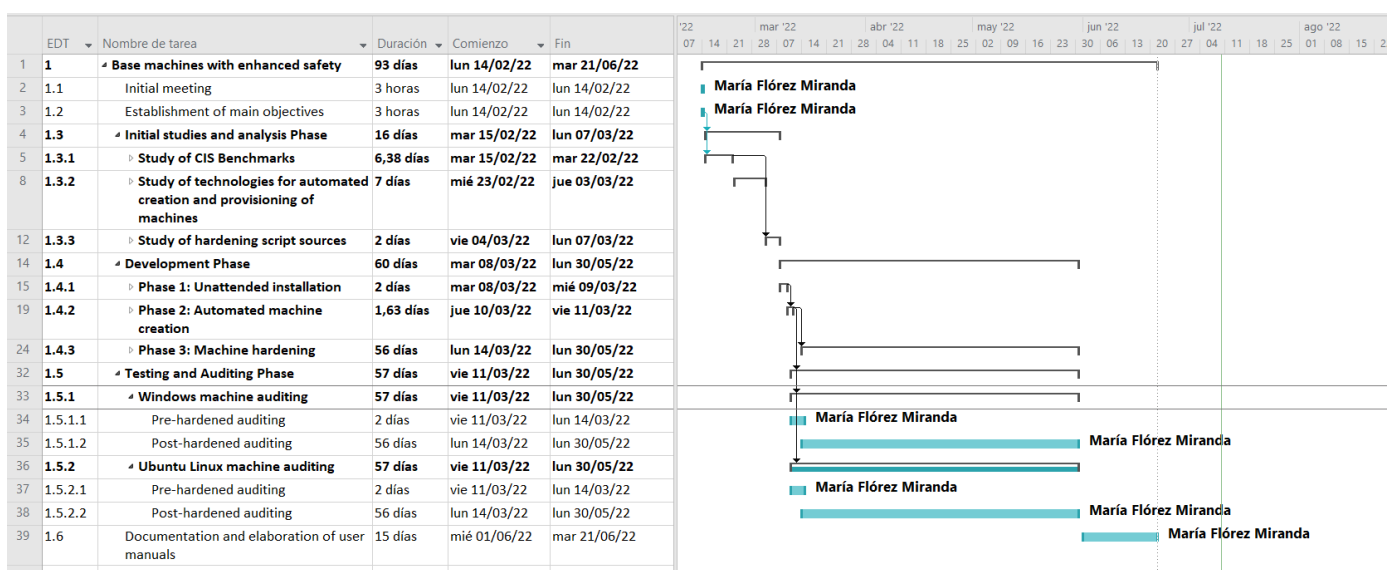 '22 mar '22 abr '22 may '22 jun '22 jul '22 ago '22
EDT Nombre de tarea Duración Comienzo Fin 07 14 21 28 07 14 21 28 04 11 18 25 02 09 16 23 30 06 13 20 27 04 11 18 25 01 08 15 2
1 1 Base machines with enhanced safety 93 días lun 14/02/22 mar 21/06/22
2 1.1 Initial meeting 3 horas lun 14/02/22 lun 14/02/22 María Flórez Miranda
3 1.2 Establishment of main objectives 3 horas lun 14/02/22 lun 14/02/22 María Flórez Miranda
4 1.3 Initial studies and analysis Phase 16 días mar 15/02/22 lun 07/03/22
5 1.3.1 Study of CIS Benchmarks 6,38 días mar 15/02/22 mar 22/02/22
8 1.3.2 Study of technologies for automated 7 días mié 23/02/22 jue 03/03/22
creation and provisioning of
machines
12 1.3.3 Study of hardening script sources 2 días vie 04/03/22 lun 07/03/22
14 1.4 Development Phase 60 días mar 08/03/22 lun 30/05/22
15 1.4.1 Phase 1: Unattended installation 2 días mar 08/03/22 mié 09/03/22
19 1.4.2 Phase 2: Automated machine 1,63 días jue 10/03/22 vie 11/03/22
creation
24 1.4.3 Phase 3: Machine hardening 56 días lun 14/03/22 lun 30/05/22
32 1.5 Testing and Auditing Phase 57 días vie 11/03/22 lun 30/05/22
33 1.5.1 Windows machine auditing 57 días vie 11/03/22 lun 30/05/22
34 1.5.1.1 Pre-hardened auditing 2 días vie 11/03/22 lun 14/03/22 María Flórez Miranda
35 1.5.1.2 Post-hardened auditing 56 días lun 14/03/22 lun 30/05/22 María Flórez Miranda
36 1.5.2 Ubuntu Linux machine auditing 57 días vie 11/03/22 lun 30/05/22
37 1.5.2.1 Pre-hardened auditing 2 días vie 11/03/22 lun 14/03/22 María Flórez Miranda
38 1.5.2.2 Post-hardened auditing 56 días lun 14/03/22 lun 30/05/22 María Flórez Miranda
39 1.6 Documentation and elaboration of user 15 días mié 01/06/22 mar 21/06/22 María Flórez Miranda
manuals